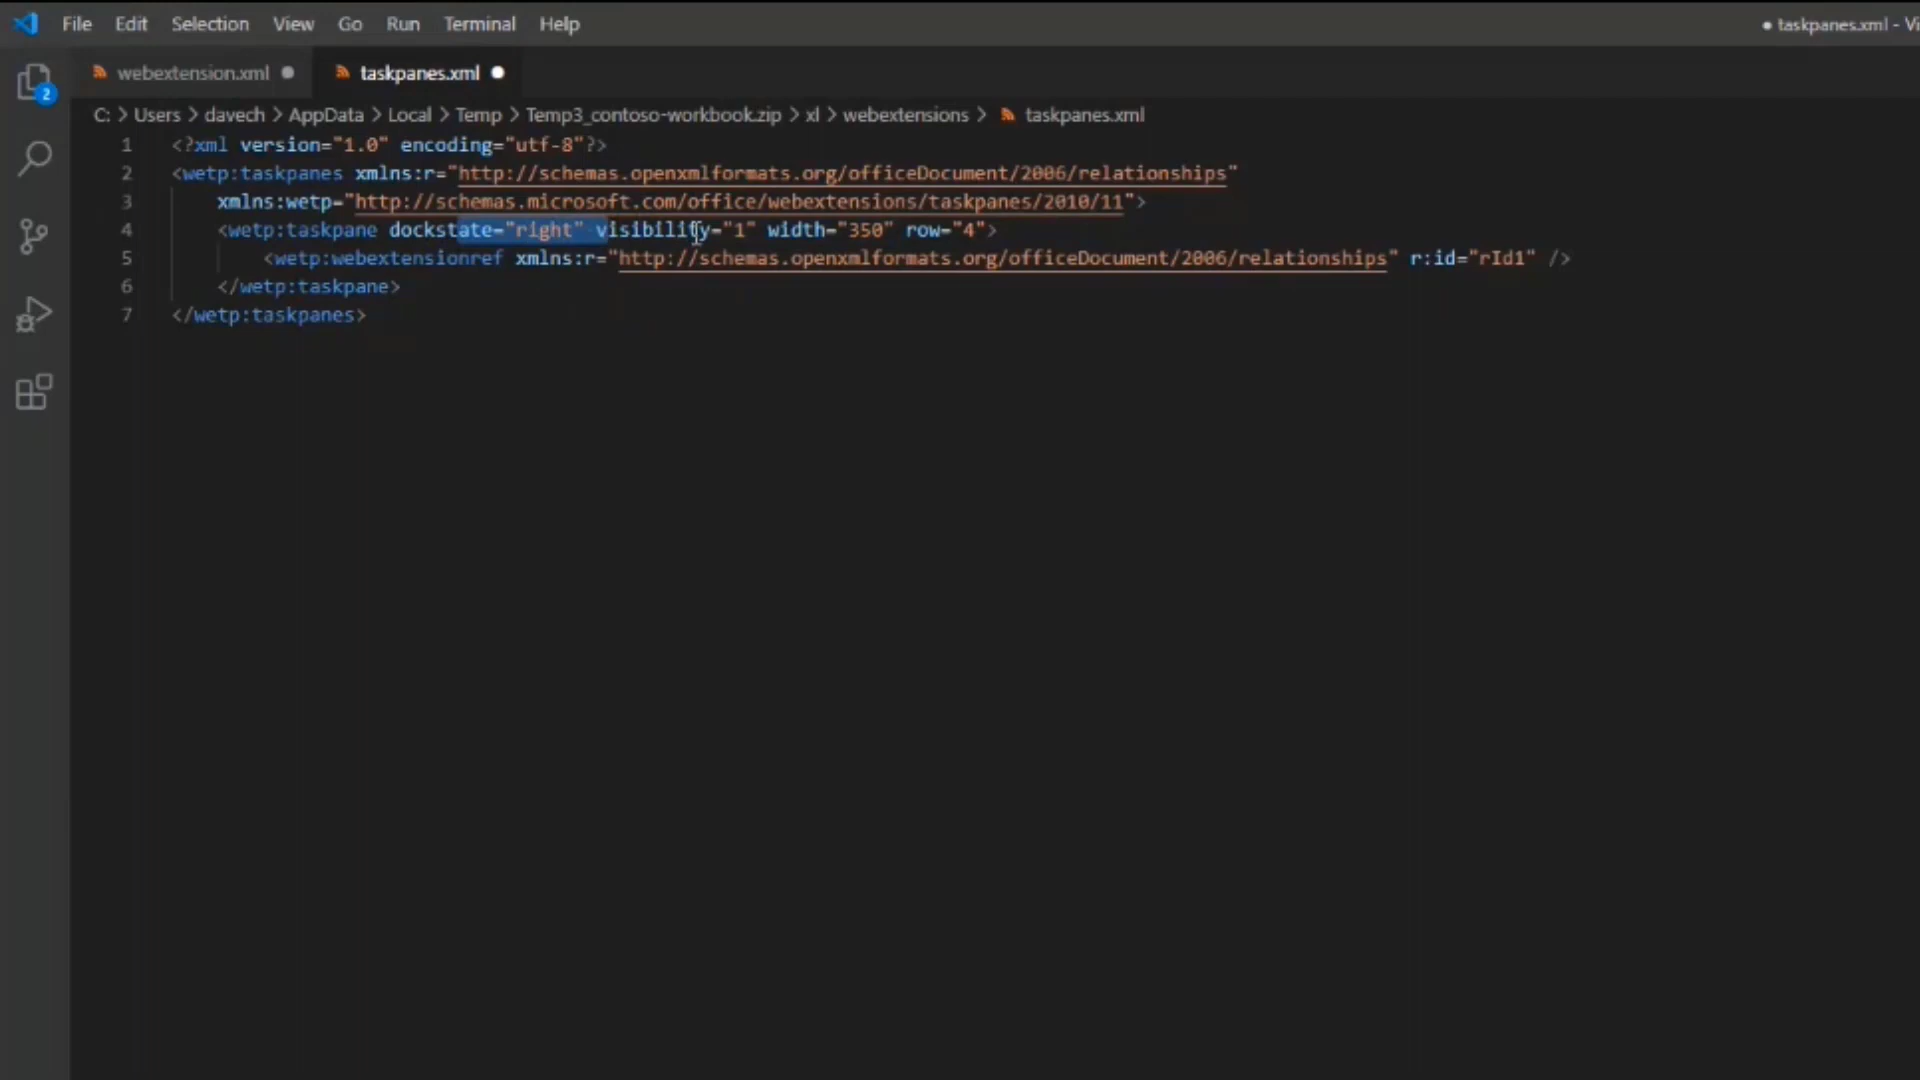 File Edit Selection View Go Run Terminal Help
● taskpanes.xml - Vi
webextension.xml ● taskpanes.xml ●
2
C: > Users > davech > AppData > Local > Temp > Temp3_contoso-workbook.zip > xl > webextensions > taskpanes.xml
1 <?xml version="1.0" encoding="utf-8"?>
2 <wetp:taskpanes xmlns:r="http://schemas.openxmlformats.org/officeDocument/2006/relationships"
3 xmlns:wetp="http://schemas.microsoft.com/office/webextensions/taskpanes/2010/11">
4 <wetp:taskpane dockstate="right" visibility="1" width="350" row="4">
5 <wetp:webextensionref xmlns:r="http://schemas.openxmlformats.org/officeDocument/2006/relationships" r:id="rId1" />
6 </wetp:taskpane>
7 </wetp:taskpanes>